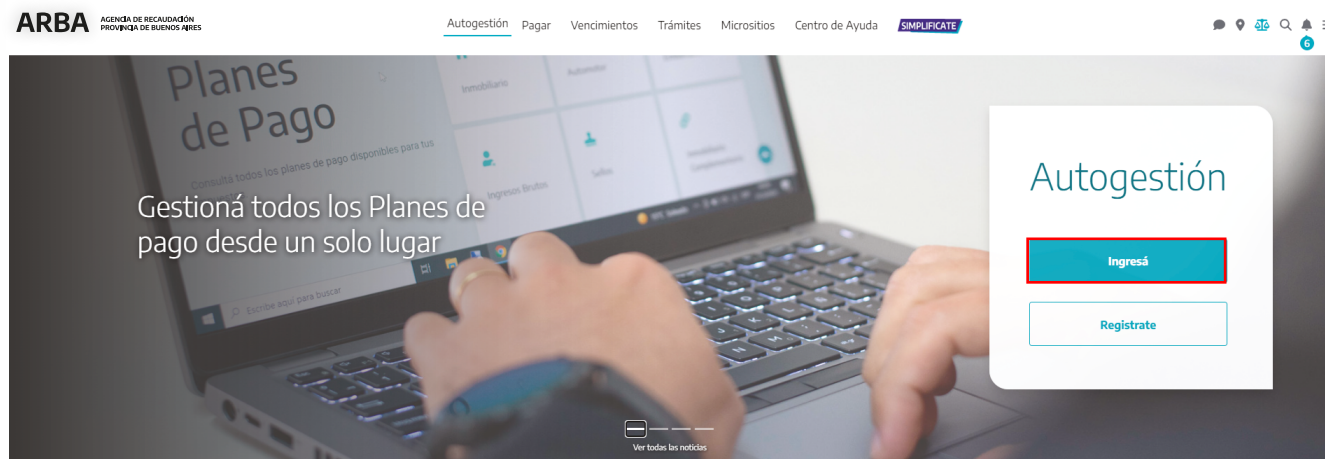 ARBA
AGENCIA DE RECAUDACIÓN
PROVINCIA DE BUENOS AIRES
Autogestión Pagar Vencimientos Trámites Micrositios Centro de Ayuda SIMPLIFICATE
6
Planes
de Pago
Consultá todos los planes de pago disponibles para tus
Inmobiliario
Automotor
Ingresos Brutos
Sellos
Inmobiliario
Complementario
Escribe aquí para buscar
Gestioná todos los Planes de
pago desde un solo lugar
Autogestión
Ingresá
Registrate
Ver todas las noticias